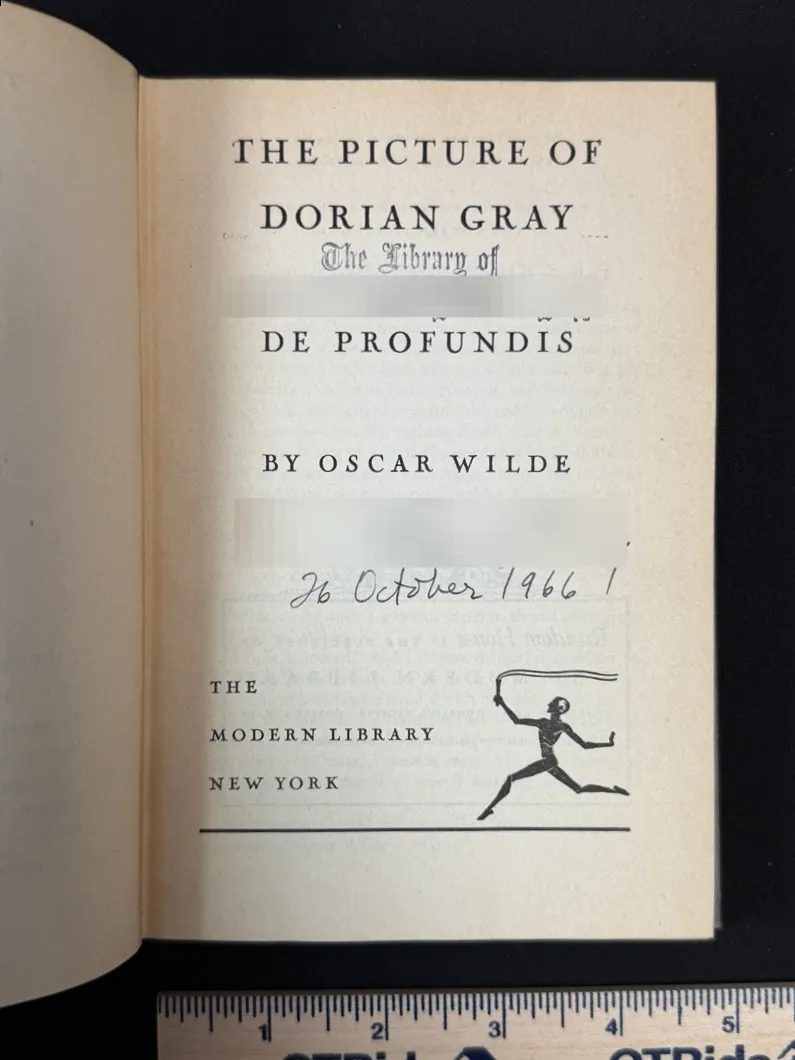 THE PICTURE OF
DORIAN GRAY
The Library of
DE PROFUNDIS
BY OSCAR WILDE
26 October 1966
THE
MODERN LIBRARY
NEW YORK
1 2 3 4 5